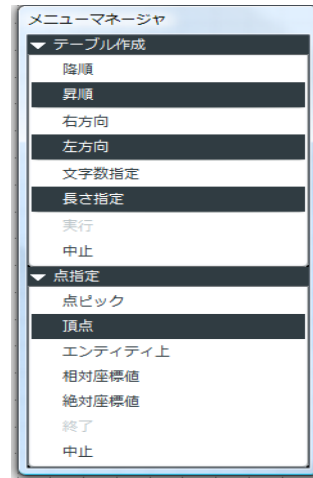 メニューマネージャ
テーブル作成
降順
昇順
右方向
左方向
文字数指定
長さ指定
実行
中止
点指定
点ピック
頂点
エンティティ上
相対座標値
絶対座標値
終了
中止